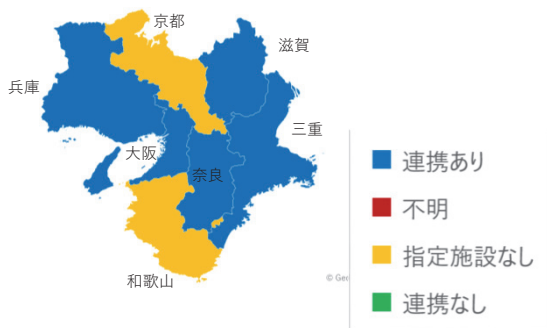 京都
滋賀
兵庫
三重
大阪
奈良
和歌山
連携あり
不明
指定施設なし
連携なし